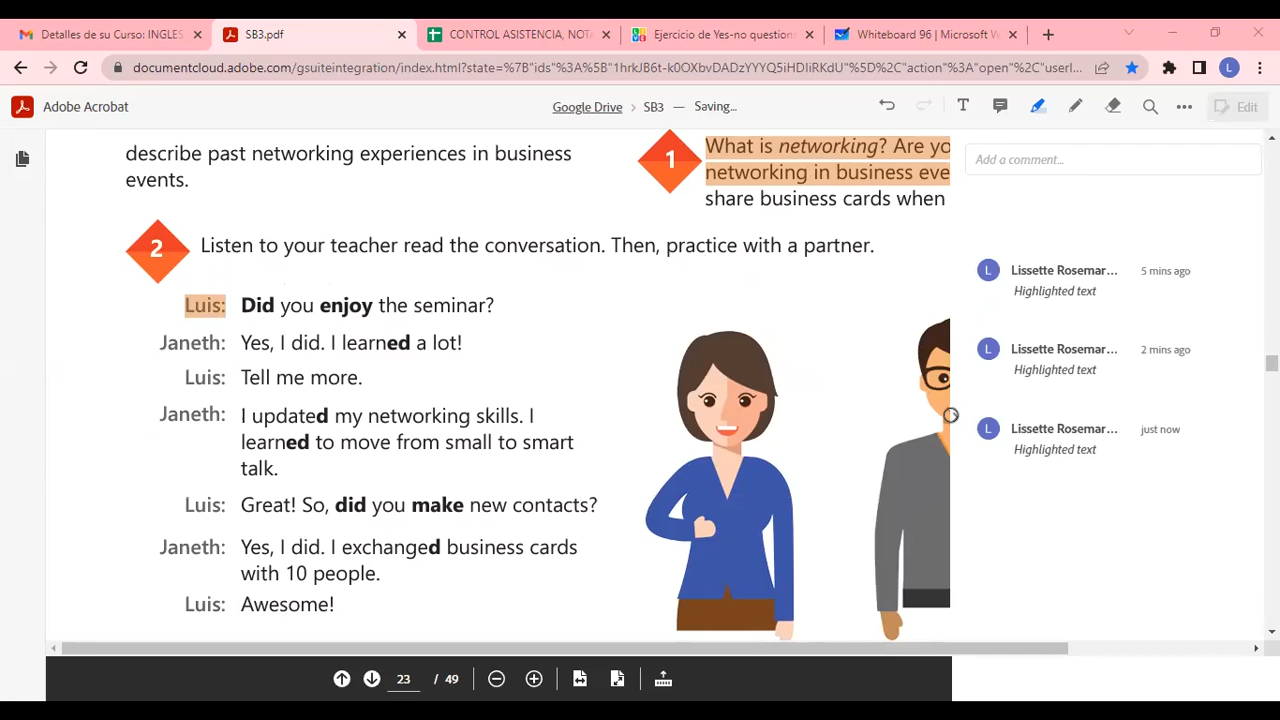 Detalles de su Curso: INGLES
SB3.pdf
CONTROL ASISTENCIA, NOTA
Ejercicio de Yes-no questions
Whiteboard 96 | Microsoft W
documentcloud.adobe.com/gsuiteintegration/index.html?state=%7B"ids"%3A%5B"1hrkJB6t-k0OXbvDADzYYYQ5iHDIiRKdU"%5D%2C"action"%3A"open"%2C"userI...
L
Adobe Acrobat
Google Drive
SB3
Saving...
Edit
describe past networking experiences in business
events.
1
What is networking? Are yo
networking in business eve
share business cards when
Add a comment...
2
Listen to your teacher read the conversation. Then, practice with a partner.
Luis: Did you enjoy the seminar?
Janeth: Yes, I did. I learned a lot!
Luis: Tell me more.
Janeth: I updated my networking skills. I
learned to move from small to smart
talk.
Luis: Great! So, did you make new contacts?
Janeth: Yes, I did. I exchanged business cards
with 10 people.
Luis: Awesome!
L Lissette Rosemar... 5 mins ago
Highlighted text
L Lissette Rosemar... 2 mins ago
Highlighted text
L Lissette Rosemar... just now
Highlighted text
23 / 49